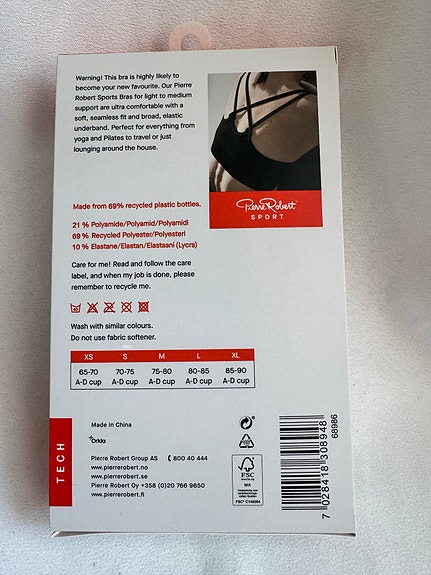 Warning! This bra is highly likely to
become your new favourite. Our Pierre
Robert Sports Bras for light to medium
support are ultra comfortable with a
soft, seamless fit and broad, elastic
underband. Perfect for everything from
yoga and Pilates to travel or just
lounging around the house.
Pierre Robert
SPORT
Made from 69% recycled plastic bottles.
21 % Polyamide/Polyamid/Polyamidi
69 % Recycled Polyester/Polyesteri
10 % Elastane/Elastan/Elastaani (Lycra)
Care for me! Read and follow the care
label, and when my job is done, please
remember to recycle me.
Wash with similar colours.
Do not use fabric softener.
XS S M L XL
65-70 70-75 75-80 80-85 85-90
A-D cup A-D cup A-D cup A-D cup A-D cup
TECH
Made in China
Orkla
Pierre Robert Group AS 800 40 444
www.pierrerobert.no
www.pierrerobert.se
Pierre Robert Oy +358 (0)20 766 9650
www.pierrerobert.fi
FSC
MIX
FSC® C149964
7 028418 308948
68986